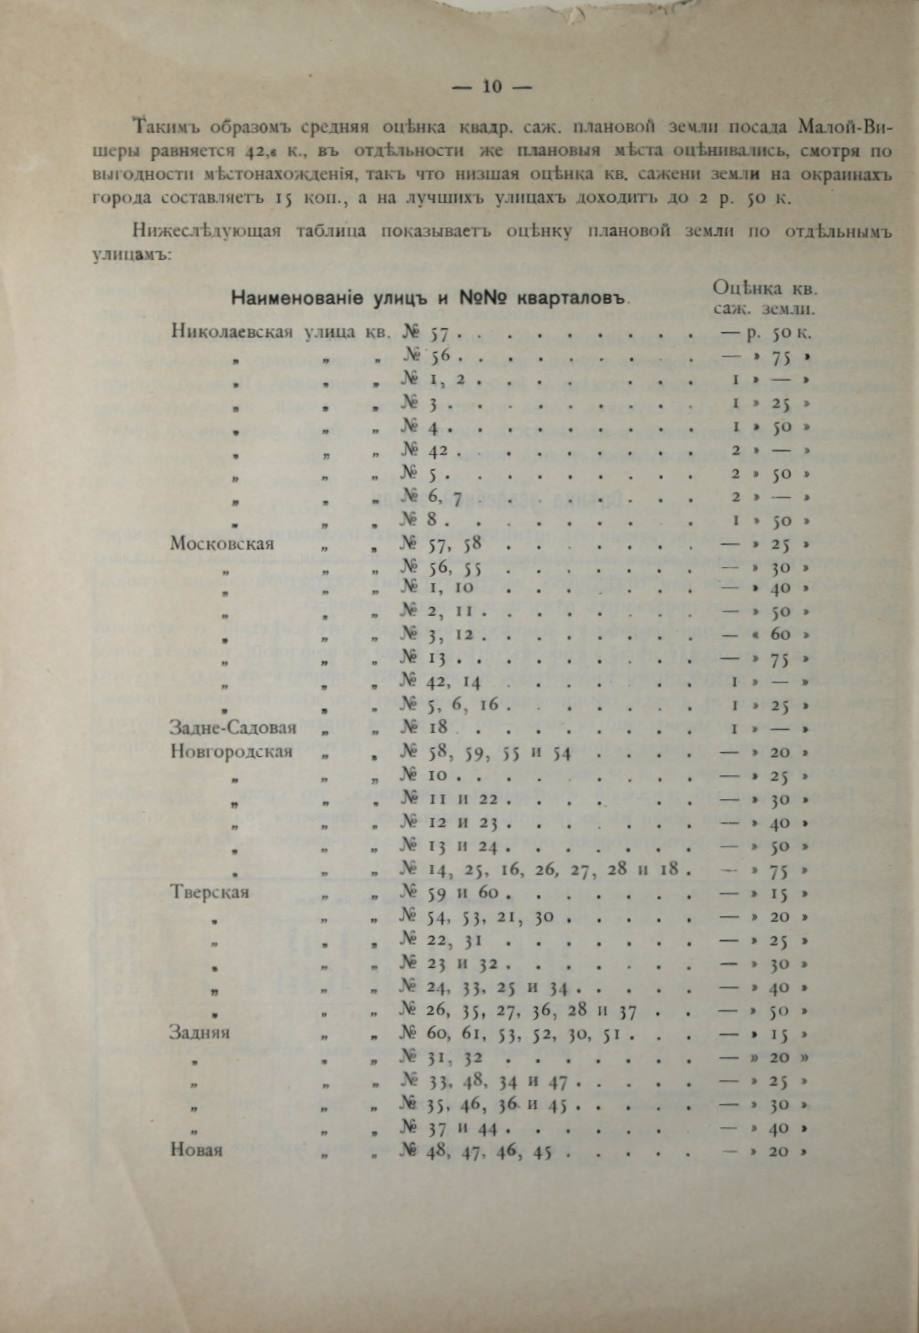 — 10 —
Такимъ образомъ средняя оцѣнка квадр. саж. плановой земли посада Малой-Ви-
шеры равняется 42,6 к., въ отдѣльности же плановыя мѣста оцѣнивались, смотря по
выгодности мѣстонахожденія, такъ что низшая оцѣнка кв. сажени земли на окраинахъ
города составляетъ 15 коп., а на лучшихъ улицахъ доходитъ до 2 р. 50 к.
Нижеслѣдующая таблица показываетъ оцѣнку плановой земли по отдѣльнымъ
улицамъ:
Наименованіе улицъ и №№ кварталовъ.
Оцѣнка кв.
саж. земли.
Николаевская улица кв. № 57 . . . . . . . . . — р. 50 к.
„ „ „ № 56 . . . . . . . . . — » 75 »
„ „ „ № 1, 2 . . . . . . . 1 » — »
„ „ „ № 3 . . . . . . . . . 1 » 25 »
„ „ „ № 4 . . . . . . . . . 1 » 50 »
„ „ „ № 42 . . . . . . . . 2 » — »
„ „ „ № 5 . . . . . . . . . 2 » 50 »
„ „ „ № 6, 7 . . . . . . . . 2 » — »
„ „ „ № 8 . . . . . . . . 1 » 50 »
Московская „ „ № 57, 58 . . . . . . . — » 25 »
„ „ „ № 56, 55 . . . . . . . — » 30 »
„ „ „ № 1, 10 . . . . . . . — » 40 »
„ „ „ № 2, 11 . . . . . . . . — » 50 »
„ „ „ № 3, 12 . . . . . . . . — « 60 »
„ „ „ № 13 . . . . . . . . . — » 75 »
„ „ „ № 42, 14 . . . . . . . 1 » — »
„ „ „ № 5, 6, 16 . . . . . . . 1 » 25 »
Задне-Садовая „ „ № 18 . . . . . . . . 1 » — »
Новгородская „ „ № 58, 59, 55 и 54 . . . . — » 20 »
„ „ „ № 10 . . . . . . . . — » 25 »
„ „ „ № 11 и 22 . . . . . . — » 30 »
„ „ „ № 12 и 23 . . . . . . . — » 40 »
„ „ „ № 13 и 24 . . . . . . . — » 50 »
„ „ „ № 14, 25, 16, 26, 27, 28 и 18 . — » 75 »
Тверская „ „ № 59 и 60 . . . . . . . — » 15 »
„ „ „ № 54, 53, 21, 30 . . . . . — » 20 »
„ „ „ № 22, 31 . . . . . . . — » 25 »
„ „ „ № 23 и 32 . . . . . . . — » 30 »
„ „ „ № 24, 33, 25 и 34 . . . . . — » 40 »
„ „ „ № 26, 35, 27, 36, 28 и 37 . . — » 50 »
Задняя „ „ № 60, 61, 53, 52, 30, 51 . . . — » 15 »
„ „ „ № 31, 32 . . . . . . . — » 20 »
„ „ „ № 33, 48, 34 и 47 . . . . . — » 25 »
„ „ „ № 35, 46, 36 и 45 . . . . . — » 30 »
„ „ „ № 37 и 44 . . . . . . — » 40 »
Новая „ „ № 48, 47, 46, 45 . . . . . — » 20 »